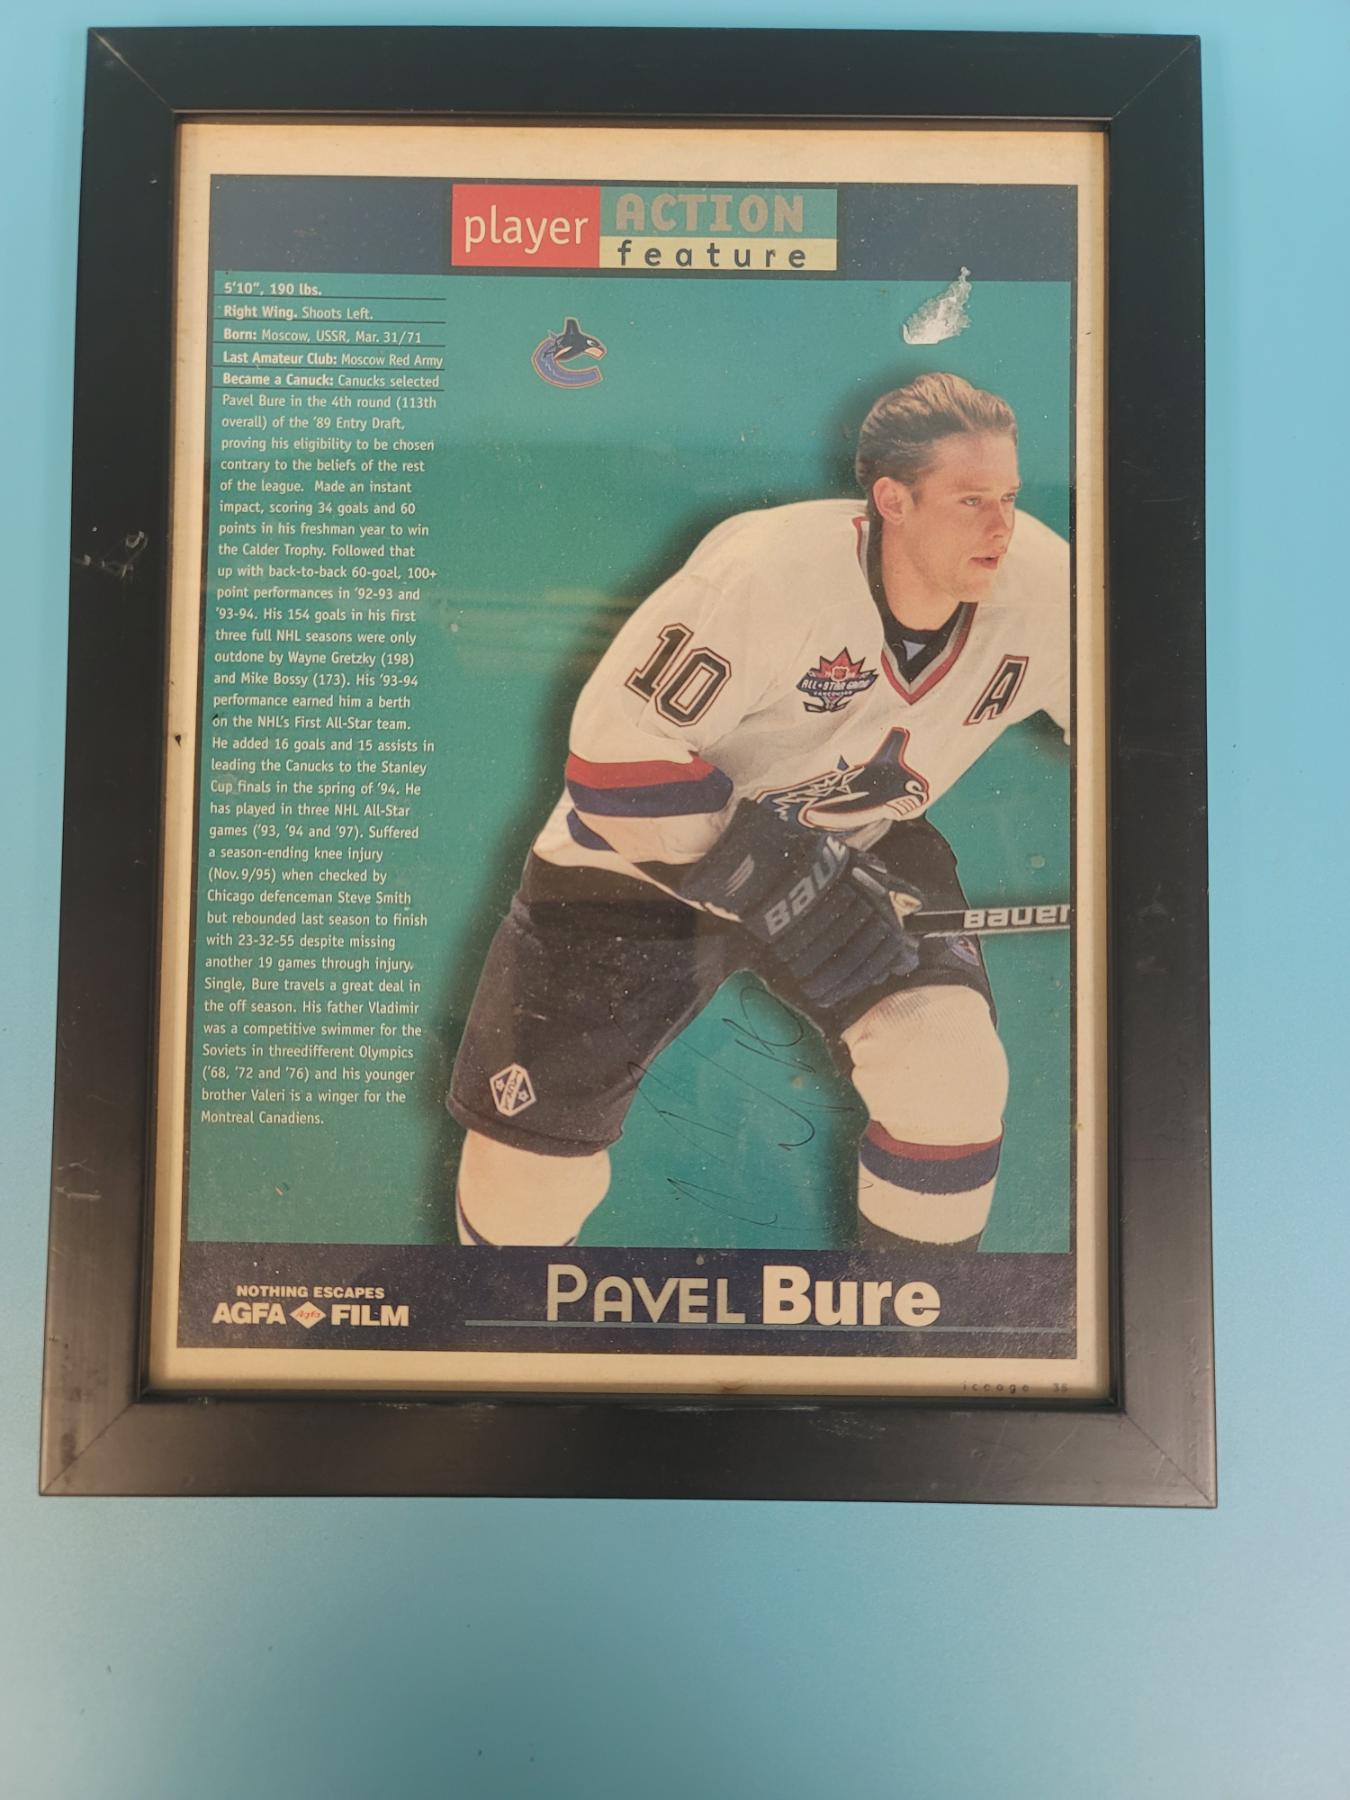 player ACTION
feature
5'10", 190 lbs.
Right Wing. Shoots Left.
Born: Moscow, USSR, Mar. 31/71
Last Amateur Club: Moscow Red Army
Became a Canuck: Canucks selected
Pavel Bure in the 4th round (113th
overall) of the '89 Entry Draft,
proving his eligibility to be chosen
contrary to the beliefs of the rest
of the league. Made an instant
impact, scoring 34 goals and 60
points in his freshman year to win
the Calder Trophy. Followed that
up with back-to-back 60-goal, 100+
point performances in '92-93 and
'93-94. His 154 goals in his first
three full NHL seasons were only
outdone by Wayne Gretzky (198)
and Mike Bossy (173). His '93-94
performance earned him a berth
on the NHL's First All-Star team.
He added 16 goals and 15 assists in
leading the Canucks to the Stanley
Cup finals in the spring of '94. He
has played in three NHL All-Star
games ('93, '94 and '97). Suffered
a season-ending knee injury
(Nov. 9/95) when checked by
Chicago defenceman Steve Smith
but rebounded last season to finish
with 23-32-55 despite missing
another 19 games through injury.
Single, Bure travels a great deal in
the off season. His father Vladimir
was a competitive swimmer for the
Soviets in threedifferent Olympics
('68, '72 and '76) and his younger
brother Valeri is a winger for the
Montreal Canadiens.
10
ALL★STAR GAME
VANCOUVER
A
BAUER
BAUER
NOTHING ESCAPES
AGFA Agfa FILM
PAVEL Bure
iceage 35